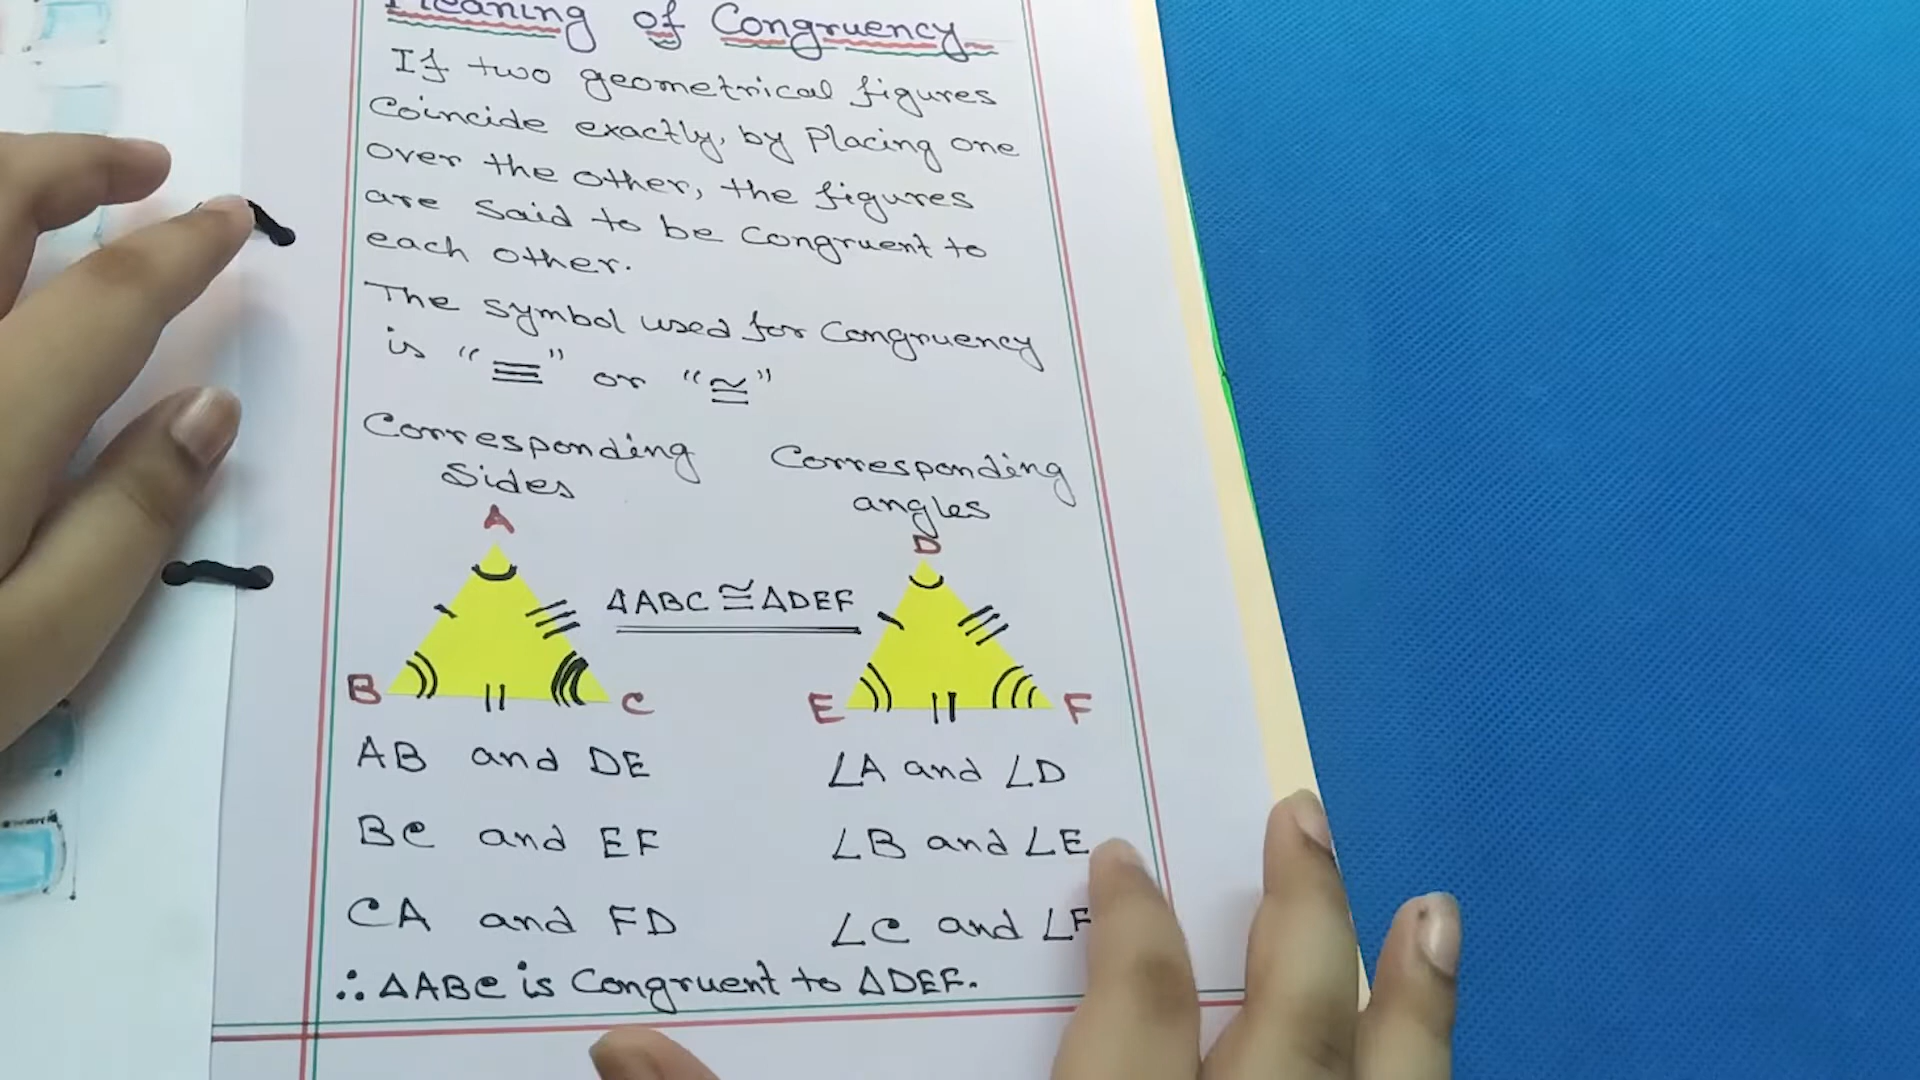 Meaning of Congruency
If two geometrical figures
Coincide exactly, by Placing one
over the other, the figures
are said to be congruent to
each other.
The symbol used for Congruency
is "≡" or "≅"
Corresponding
Sides
Corresponding
angles
A
D
ΔABC ≅ ΔDEF
B
C
E
F
AB and DE
∠A and ∠D
BC and EF
∠B and ∠E
CA and FD
∠C and ∠F
∴ ΔABC is Congruent to ΔDEF.